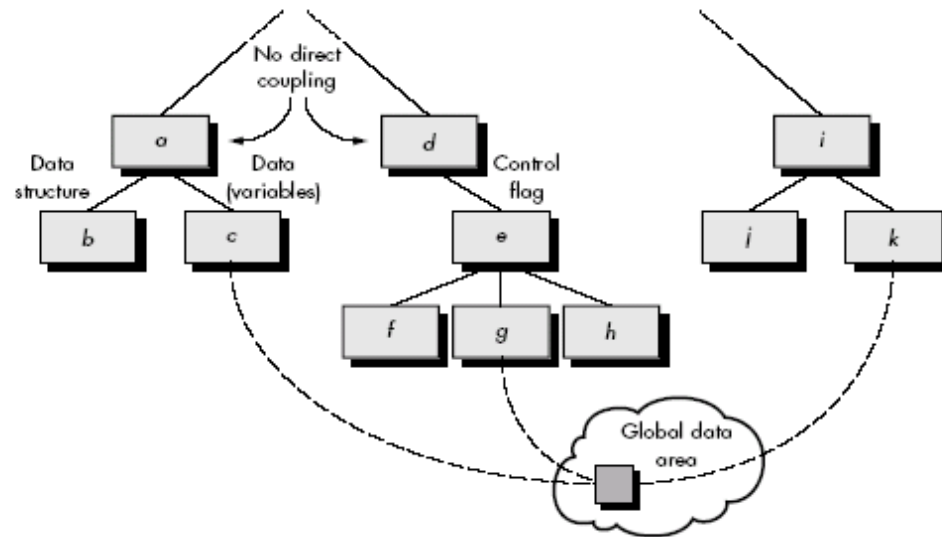 No direct
coupling
a
d
i
Data
structure
Data
(variables)
Control
flag
b
c
e
j
k
f
g
h
Global data
area